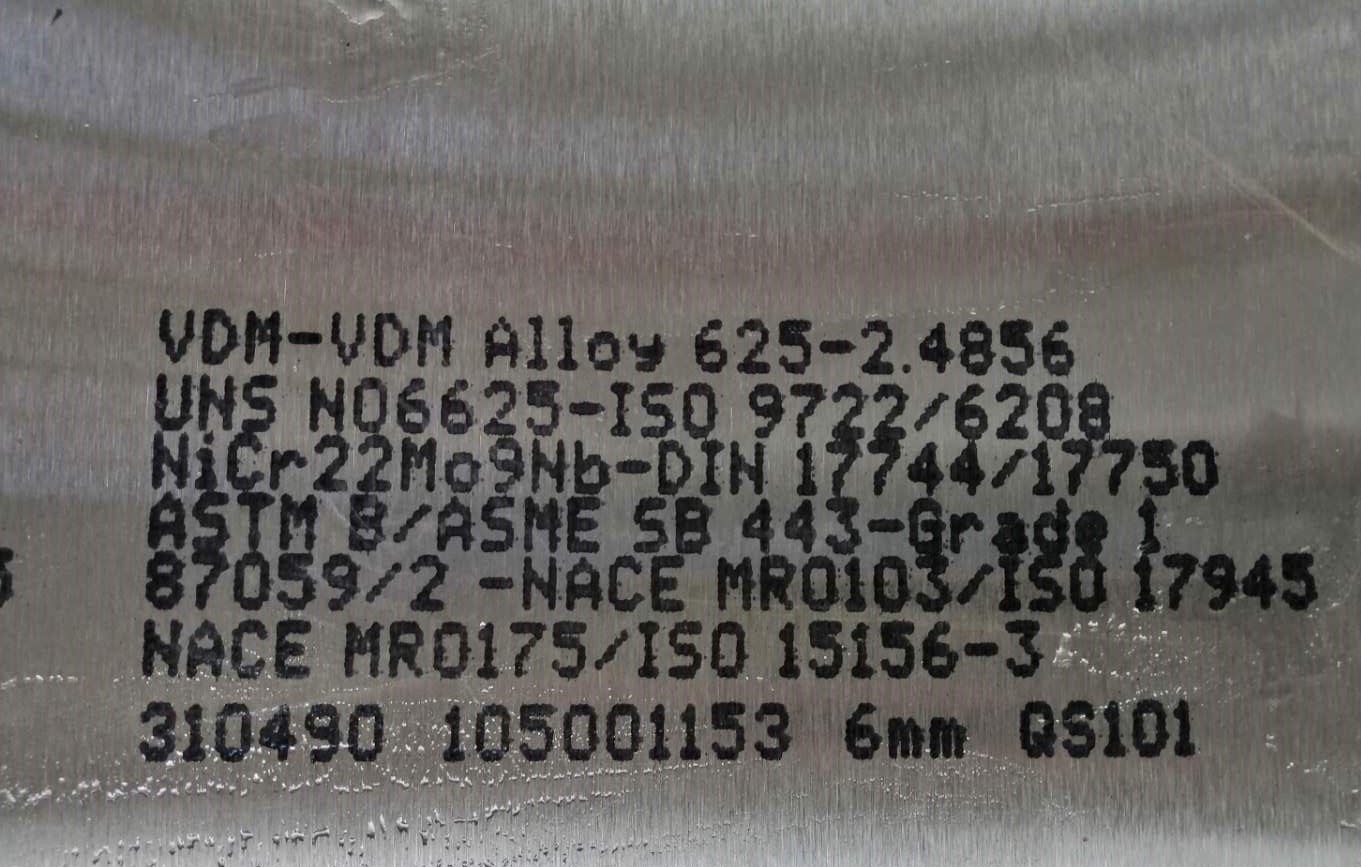 VDM-VDM Alloy 625-2.4856
UNS N06625-ISO 9722/6208
NiCr22Mo9Nb-DIN 17744/17750
ASTM B/ASME SB 443-Grade 1
87059/2 -NACE MR0103/ISO 17945
NACE MR0175/ISO 15156-3
310490 105001153 6mm QS101